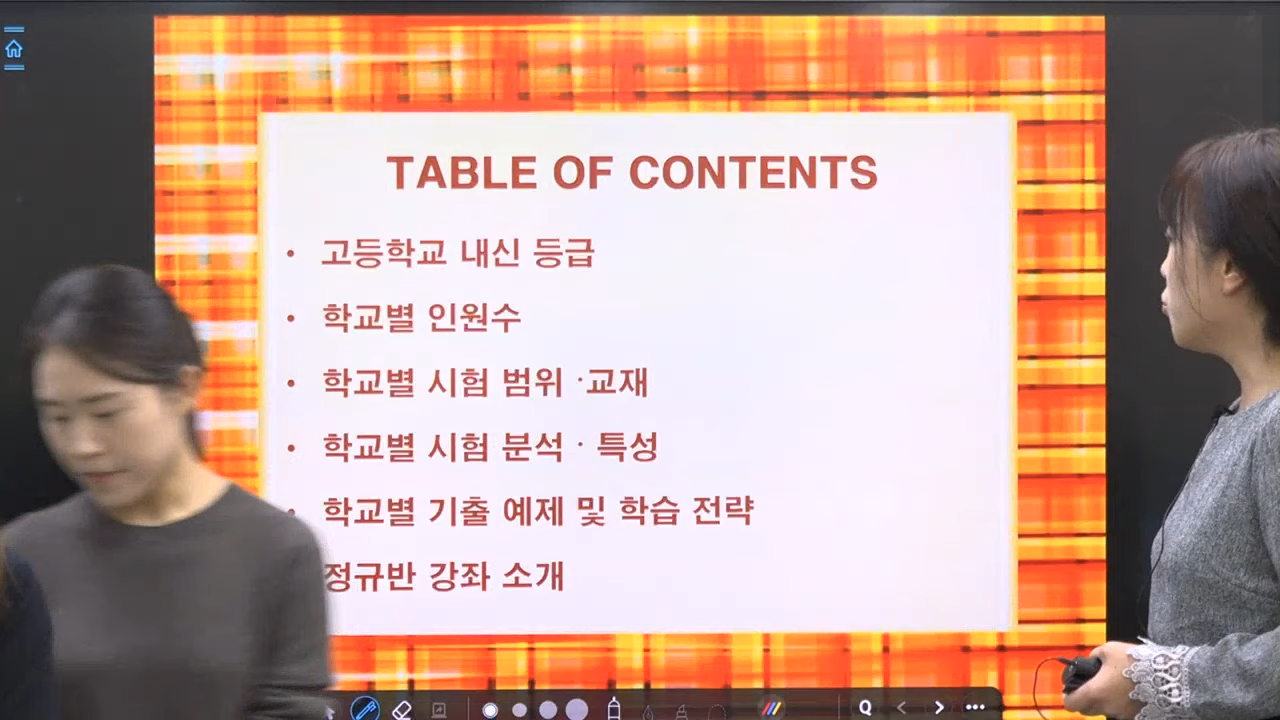 TABLE OF CONTENTS
• 고등학교 내신 등급
• 학교별 인원수
• 학교별 시험 범위 ·교재
• 학교별 시험 분석 · 특성
• 학교별 기출 예제 및 학습 전략
정규반 강좌 소개